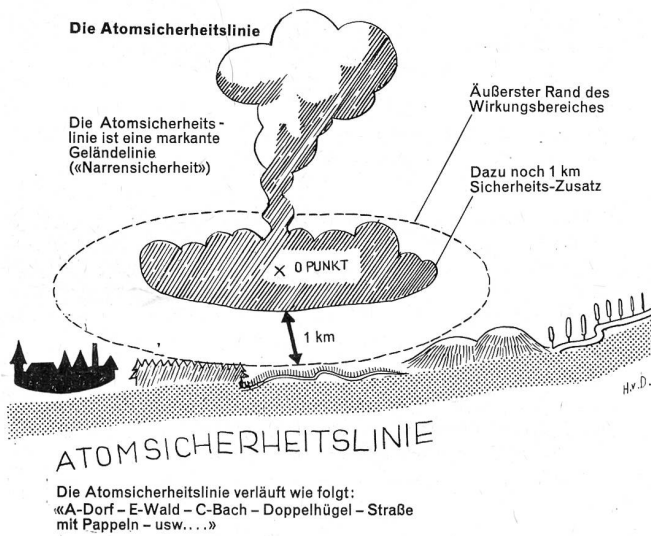 Die Atomsicherheitslinie
Die Atomsicherheits-
linie ist eine markante
Geländelinie
(«Narrensicherheit»)
Äußerster Rand des
Wirkungsbereiches
Dazu noch 1 km
Sicherheits-Zusatz
× 0 PUNKT
1 km
H.v.D.
ATOMSICHERHEITSLINIE
Die Atomsicherheitslinie verläuft wie folgt:
«A-Dorf – E-Wald – C-Bach – Doppelhügel – Straße
mit Pappeln – usw....»